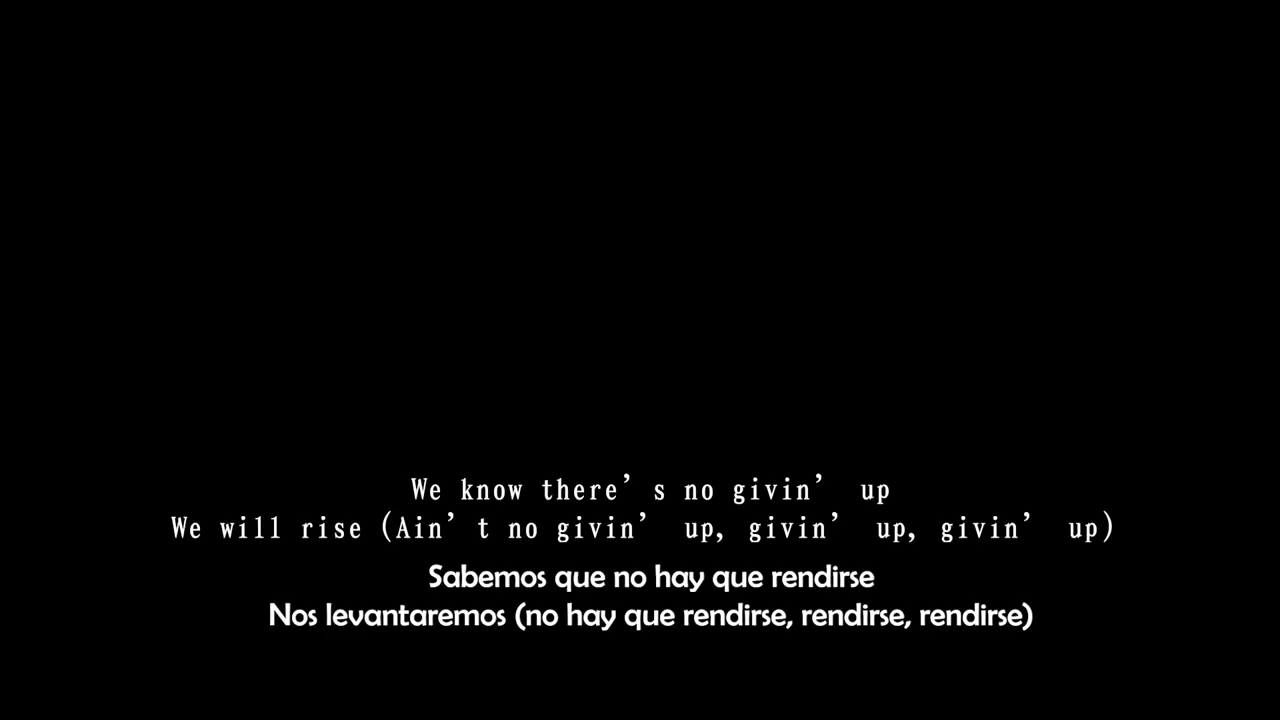 We know there’s no givin’ up
We will rise (Ain’t no givin’ up, givin’ up, givin’ up)
Sabemos que no hay que rendirse
Nos levantaremos (no hay que rendirse, rendirse, rendirse)